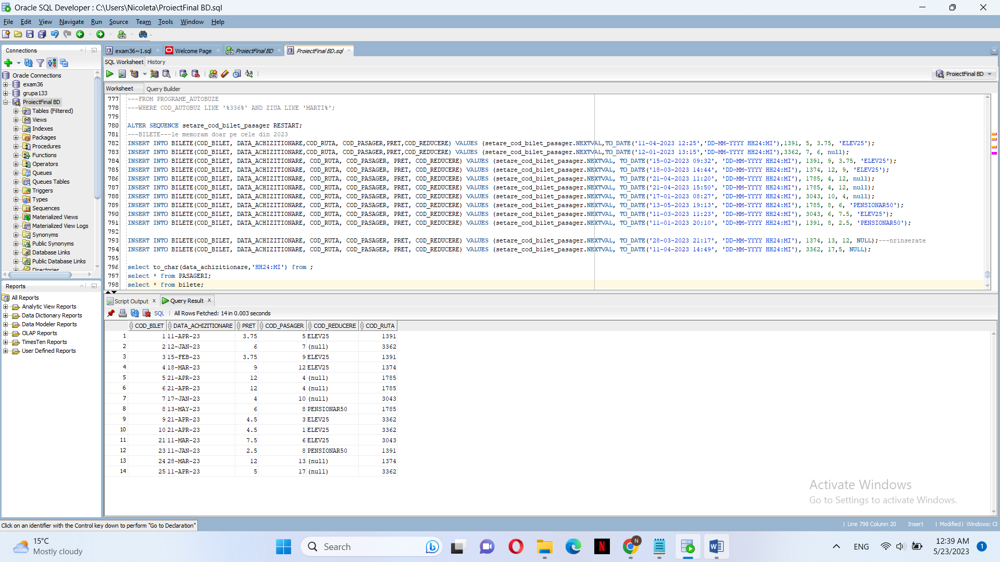 Oracle SQL Developer : C:\Users\Nicoleta\ProiectFinal BD.sql
File Edit View Navigate Run Source Team Tools Window Help
Connections
exam36~1.sql Welcome Page ProiectFinal BD ProiectFinal BD.sql
SQL Worksheet History
ProiectFinal BD
Worksheet Query Builder
Oracle Connections
exam36
grupa133
ProiectFinal BD
Tables (Filtered)
Views
Indexes
Packages
Procedures
Functions
Operators
Queues
Queues Tables
Triggers
Types
Sequences
Materialized Views
Materialized View Logs
Synonyms
Public Synonyms
Database Links
Public Database Links
Directories
777 ---FROM PROGRAME_AUTOBUZE
778 ---WHERE COD_AUTOBUZ LIKE '%336%' AND ZIUA LIKE 'MARTI%';
779
780 ALTER SEQUENCE setare_cod_bilet_pasager RESTART;
781 ---BILETE---le memoram doar pe cele din 2023
782 INSERT INTO BILETE(COD_BILET, DATA_ACHIZITIONARE,COD_RUTA, COD_PASAGER,PRET,COD_REDUCERE) VALUES (setare_cod_bilet_pasager.NEXTVAL,TO_DATE('11-04-2023 12:25','DD-MM-YYYY HH24:MI'),1391, 5, 3.75, 'ELEV25');
783 INSERT INTO BILETE(COD_BILET, DATA_ACHIZITIONARE,COD_RUTA, COD_PASAGER,PRET,COD_REDUCERE) VALUES (setare_cod_bilet_pasager.NEXTVAL,TO_DATE('12-01-2023 13:15','DD-MM-YYYY HH24:MI'),3362, 7, 6, null);
784 INSERT INTO BILETE(COD_BILET, DATA_ACHIZITIONARE, COD_RUTA, COD_PASAGER, PRET, COD_REDUCERE) VALUES (setare_cod_bilet_pasager.NEXTVAL, TO_DATE('15-02-2023 09:32', 'DD-MM-YYYY HH24:MI'), 1391, 9, 3.75, 'ELEV25');
785 INSERT INTO BILETE(COD_BILET, DATA_ACHIZITIONARE, COD_RUTA, COD_PASAGER, PRET, COD_REDUCERE) VALUES (setare_cod_bilet_pasager.NEXTVAL, TO_DATE('18-03-2023 14:44', 'DD-MM-YYYY HH24:MI'), 1374, 12, 9, 'ELEV25');
786 INSERT INTO BILETE(COD_BILET, DATA_ACHIZITIONARE, COD_RUTA, COD_PASAGER, PRET, COD_REDUCERE) VALUES (setare_cod_bilet_pasager.NEXTVAL, TO_DATE('21-04-2023 11:20', 'DD-MM-YYYY HH24:MI'), 1785, 4, 12, null);
787 INSERT INTO BILETE(COD_BILET, DATA_ACHIZITIONARE, COD_RUTA, COD_PASAGER, PRET, COD_REDUCERE) VALUES (setare_cod_bilet_pasager.NEXTVAL, TO_DATE('21-04-2023 15:50', 'DD-MM-YYYY HH24:MI'), 1785, 4, 12, null);
788 INSERT INTO BILETE(COD_BILET, DATA_ACHIZITIONARE, COD_RUTA, COD_PASAGER, PRET, COD_REDUCERE) VALUES (setare_cod_bilet_pasager.NEXTVAL, TO_DATE('17-01-2023 08:27', 'DD-MM-YYYY HH24:MI'), 3043, 10, 4, null);
789 INSERT INTO BILETE(COD_BILET, DATA_ACHIZITIONARE, COD_RUTA, COD_PASAGER, PRET, COD_REDUCERE) VALUES (setare_cod_bilet_pasager.NEXTVAL, TO_DATE('13-05-2023 19:13', 'DD-MM-YYYY HH24:MI'), 1785, 8, 6, 'PENSIONAR50');
790 INSERT INTO BILETE(COD_BILET, DATA_ACHIZITIONARE, COD_RUTA, COD_PASAGER, PRET, COD_REDUCERE) VALUES (setare_cod_bilet_pasager.NEXTVAL, TO_DATE('11-03-2023 11:23', 'DD-MM-YYYY HH24:MI'), 3043, 6, 7.5, 'ELEV25');
791 INSERT INTO BILETE(COD_BILET, DATA_ACHIZITIONARE, COD_RUTA, COD_PASAGER, PRET, COD_REDUCERE) VALUES (setare_cod_bilet_pasager.NEXTVAL, TO_DATE('11-01-2023 20:10', 'DD-MM-YYYY HH24:MI'), 1391, 8, 2.5, 'PENSIONAR50');
792
793 INSERT INTO BILETE(COD_BILET, DATA_ACHIZITIONARE, COD_RUTA, COD_PASAGER, PRET, COD_REDUCERE) VALUES (setare_cod_bilet_pasager.NEXTVAL, TO_DATE('28-03-2023 21:17', 'DD-MM-YYYY HH24:MI'), 1374, 13, 12, NULL);---nrinserate
794 INSERT INTO BILETE(COD_BILET, DATA_ACHIZITIONARE, COD_RUTA, COD_PASAGER, PRET, COD_REDUCERE) VALUES (setare_cod_bilet_pasager.NEXTVAL, TO_DATE('11-04-2023 14:49', 'DD-MM-YYYY HH24:MI'), 3362, 17,5, NULL);
795
796 select to_char(data_achizitionare,'HH24:MI') from ;
797 select * from PASAGERI;
798 select * from bilete;
Reports
All Reports
Analytic View Reports
Data Dictionary Reports
Data Modeler Reports
OLAP Reports
TimesTen Reports
User Defined Reports
Script Output Query Result
SQL All Rows Fetched: 14 in 0.003 seconds
COD_BILET DATA_ACHIZITIONARE PRET COD_PASAGER COD_REDUCERE COD_RUTA
1 1 11-APR-23 3.75 5 ELEV25 1391
2 2 12-JAN-23 6 7 (null) 3362
3 3 15-FEB-23 3.75 9 ELEV25 1391
4 4 18-MAR-23 9 12 ELEV25 1374
5 5 21-APR-23 12 4 (null) 1785
6 6 21-APR-23 12 4 (null) 1785
7 7 17-JAN-23 4 10 (null) 3043
8 8 13-MAY-23 6 8 PENSIONAR50 1785
9 9 21-APR-23 4.5 3 ELEV25 3362
10 10 21-APR-23 4.5 1 ELEV25 3362
11 21 11-MAR-23 7.5 6 ELEV25 3043
12 23 11-JAN-23 2.5 8 PENSIONAR50 1391
13 24 28-MAR-23 12 13 (null) 1374
14 25 11-APR-23 5 17 (null) 3362
Activate Windows
Go to Settings to activate Windows.
Click on an identifier with the Control key down to perform "Go to Declaration"
Line 798 Column 20 Insert Modified Windows: CF
15°C
Mostly cloudy
Search
ENG
12:39 AM
5/23/2023
1